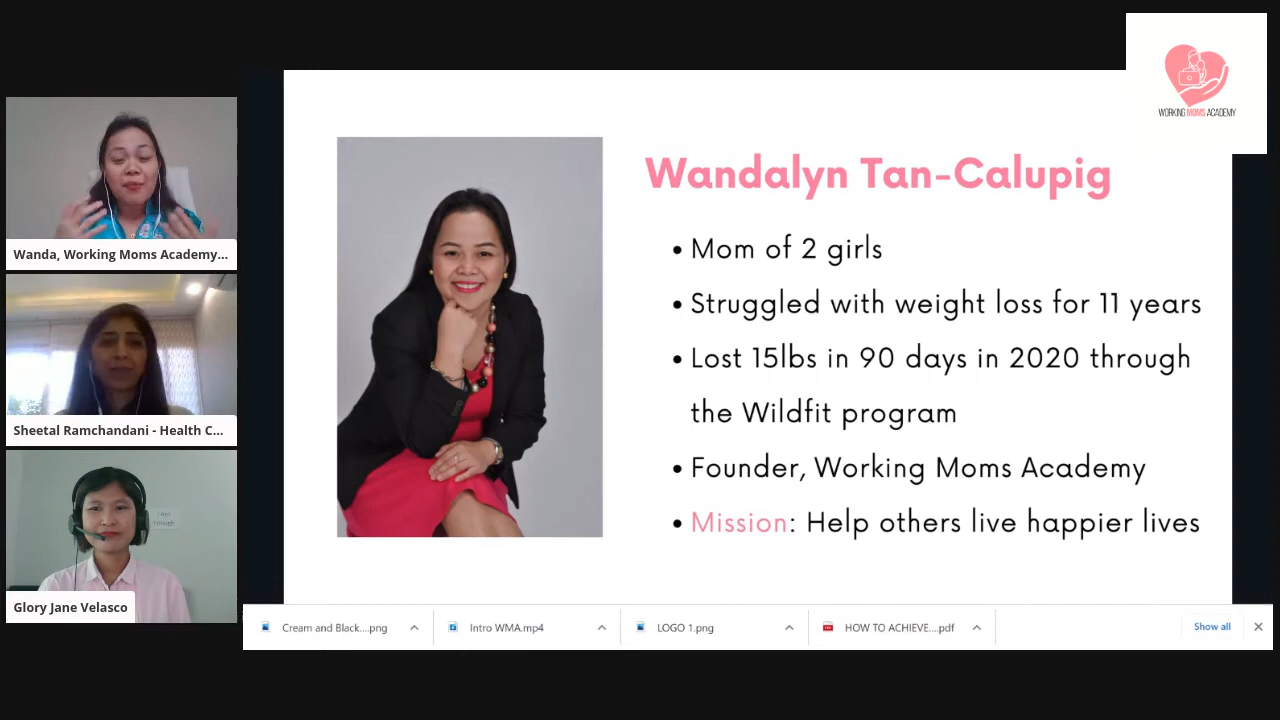 WORKING MOMS ACADEMY
Wanda, Working Moms Academy...
Sheetal Ramchandani - Health C...
I Am
Enough
Glory Jane Velasco
Wandalyn Tan-Calupig
• Mom of 2 girls
• Struggled with weight loss for 11 years
• Lost 15lbs in 90 days in 2020 through
the Wildfit program
• Founder, Working Moms Academy
• Mission: Help others live happier lives
Cream and Black....png
Intro WMA.mp4
LOGO 1.png
HOW TO ACHIEVE....pdf
Show all